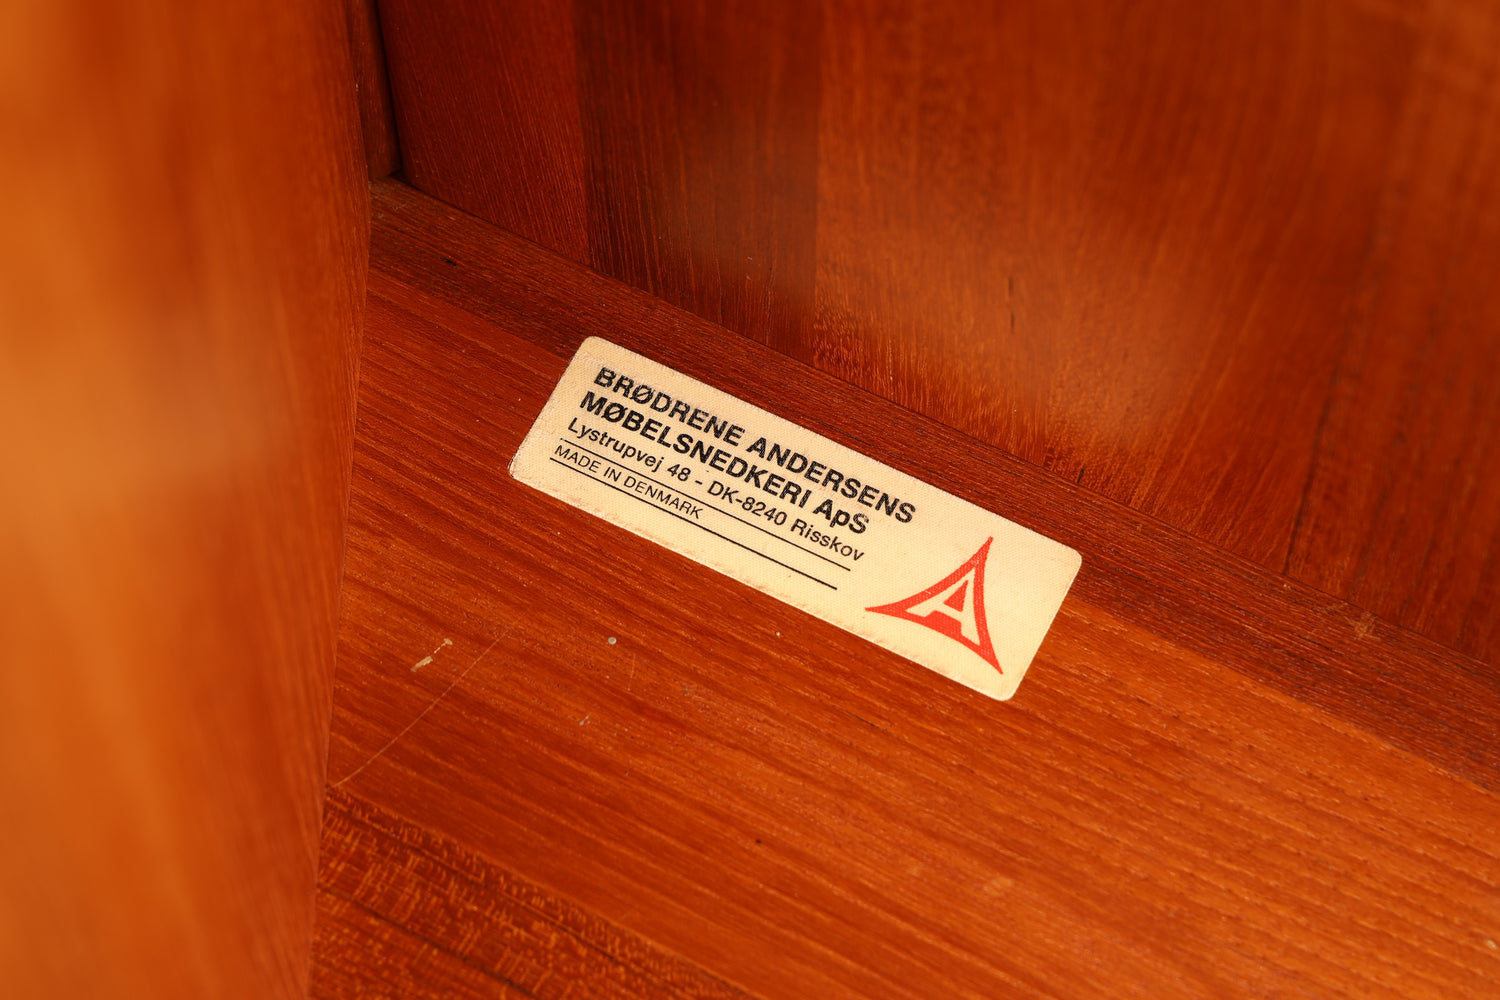 BRØDRENE ANDERSENS
MØBELSNEDKERI ApS
Lystrupvej 48 - DK-8240 Risskov
MADE IN DENMARK
A